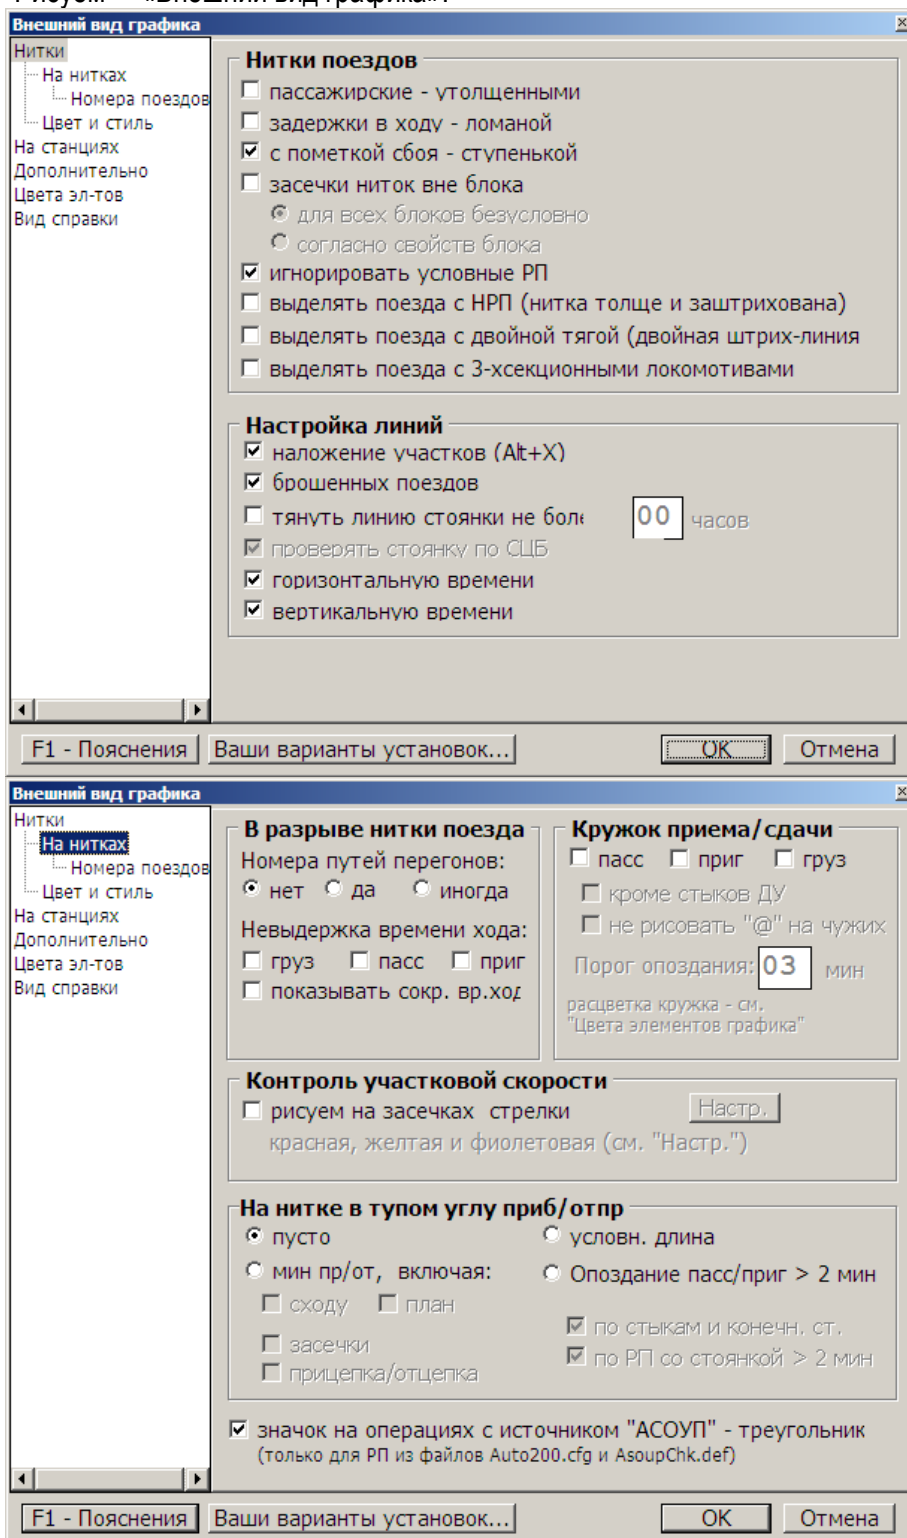 Рисуем – «Внешний вид графика»:
Внешний вид графика
Нитки
На нитках
Номера поездов
Цвет и стиль
На станциях
Дополнительно
Цвета эл-тов
Вид справки
Нитки поездов
пассажирские - утолщенными
задержки в ходу - ломаной
с пометкой сбоя - ступенькой
засечки ниток вне блока
для всех блоков безусловно
согласно свойств блока
игнорировать условные РП
выделять поезда с НРП (нитка толще и заштрихована)
выделять поезда с двойной тягой (двойная штрих-линия
выделять поезда с 3-хсекционными локомотивами
Настройка линий
наложение участков (Alt+X)
брошенных поездов
тянуть линию стоянки не боле 00 часов
проверять стоянку по СЦБ
горизонтальную времени
вертикальную времени
F1 - Пояснения Ваши варианты установок... OK Отмена
Внешний вид графика
Нитки
На нитках
Номера поездов
Цвет и стиль
На станциях
Дополнительно
Цвета эл-тов
Вид справки
В разрыве нитки поезда
Номера путей перегонов:
нет да иногда
Невыдержка времени хода:
груз пасс приг
показывать сокр. вр.ход
Кружок приема/сдачи
пасс приг груз
кроме стыков ДУ
не рисовать "@" на чужих
Порог опоздания: 03 мин
расцветка кружка - см.
"Цвета элементов графика"
Контроль участковой скорости
рисуем на засечках стрелки Настр.
красная, желтая и фиолетовая (см. "Настр.")
На нитке в тупом углу приб/отпр
пусто условн. длина
мин пр/от, включая: Опоздание пасс/приг > 2 мин
сходу план
по стыкам и конечн. ст.
засечки
по РП со стоянкой > 2 мин
прицепка/отцепка
значок на операциях с источником "АСОУП" - треугольник
(только для РП из файлов Auto200.cfg и AsoupChk.def)
F1 - Пояснения Ваши варианты установок... OK Отмена